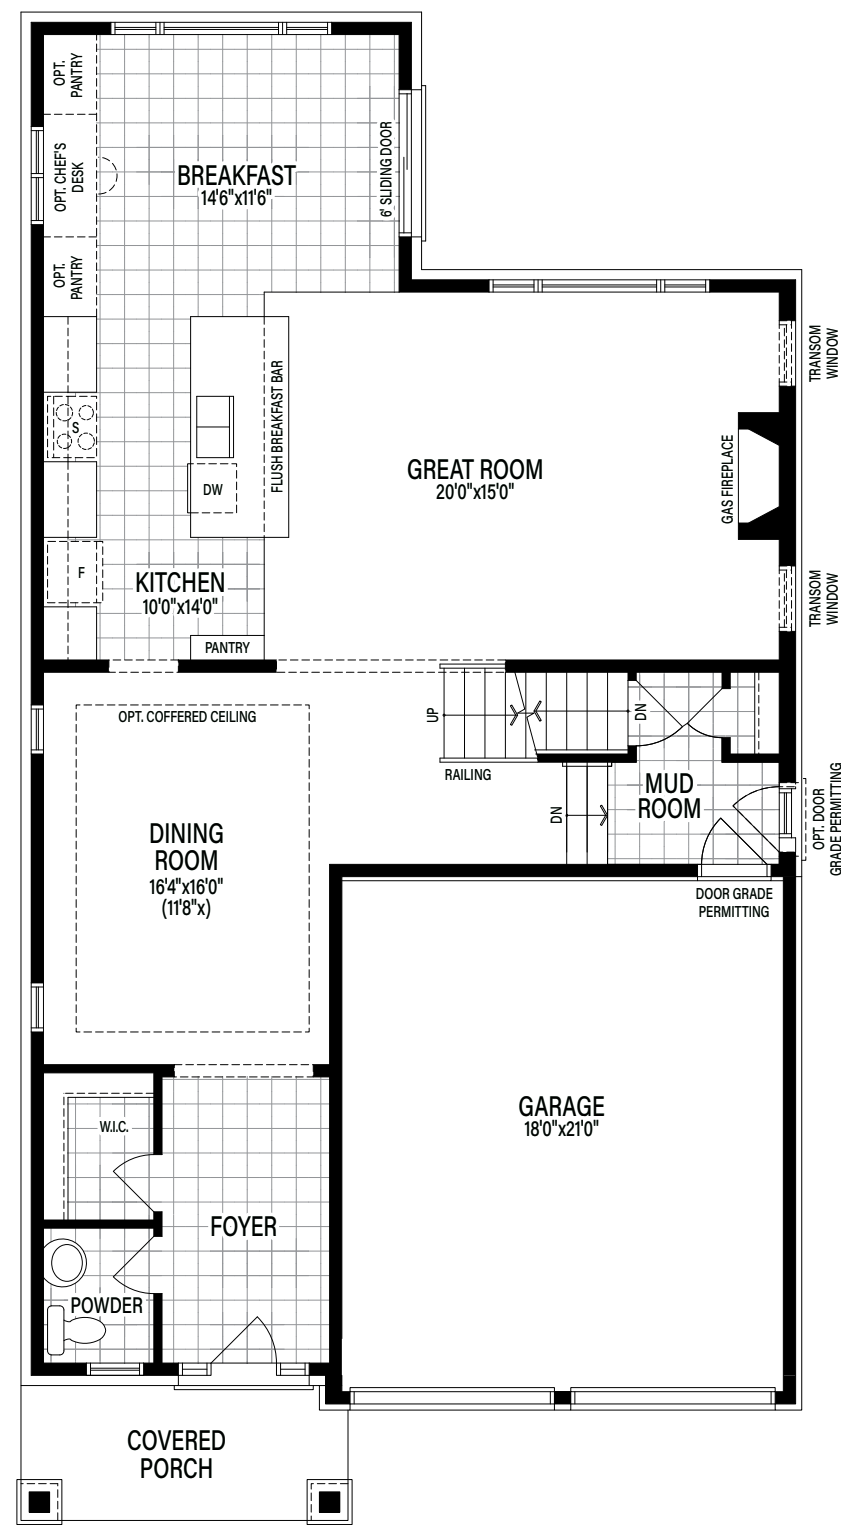 OPT.
PANTRY
OPT. CHEF'S
DESK
OPT.
PANTRY
BREAKFAST
14'6"x11'6"
6' SLIDING DOOR
TRANSOM
WINDOW
S
FLUSH BREAKFAST BAR
DW
F
GREAT ROOM
20'0"x15'0"
GAS FIREPLACE
KITCHEN
10'0"x14'0"
TRANSOM
WINDOW
PANTRY
OPT. COFFERED CEILING
UP
DN
RAILING
DN
MUD
ROOM
OPT. DOOR
GRADE PERMITTING
DINING
ROOM
16'4"x16'0"
(11'8"x)
DOOR GRADE
PERMITTING
GARAGE
18'0"x21'0"
W.I.C.
FOYER
POWDER
COVERED
PORCH